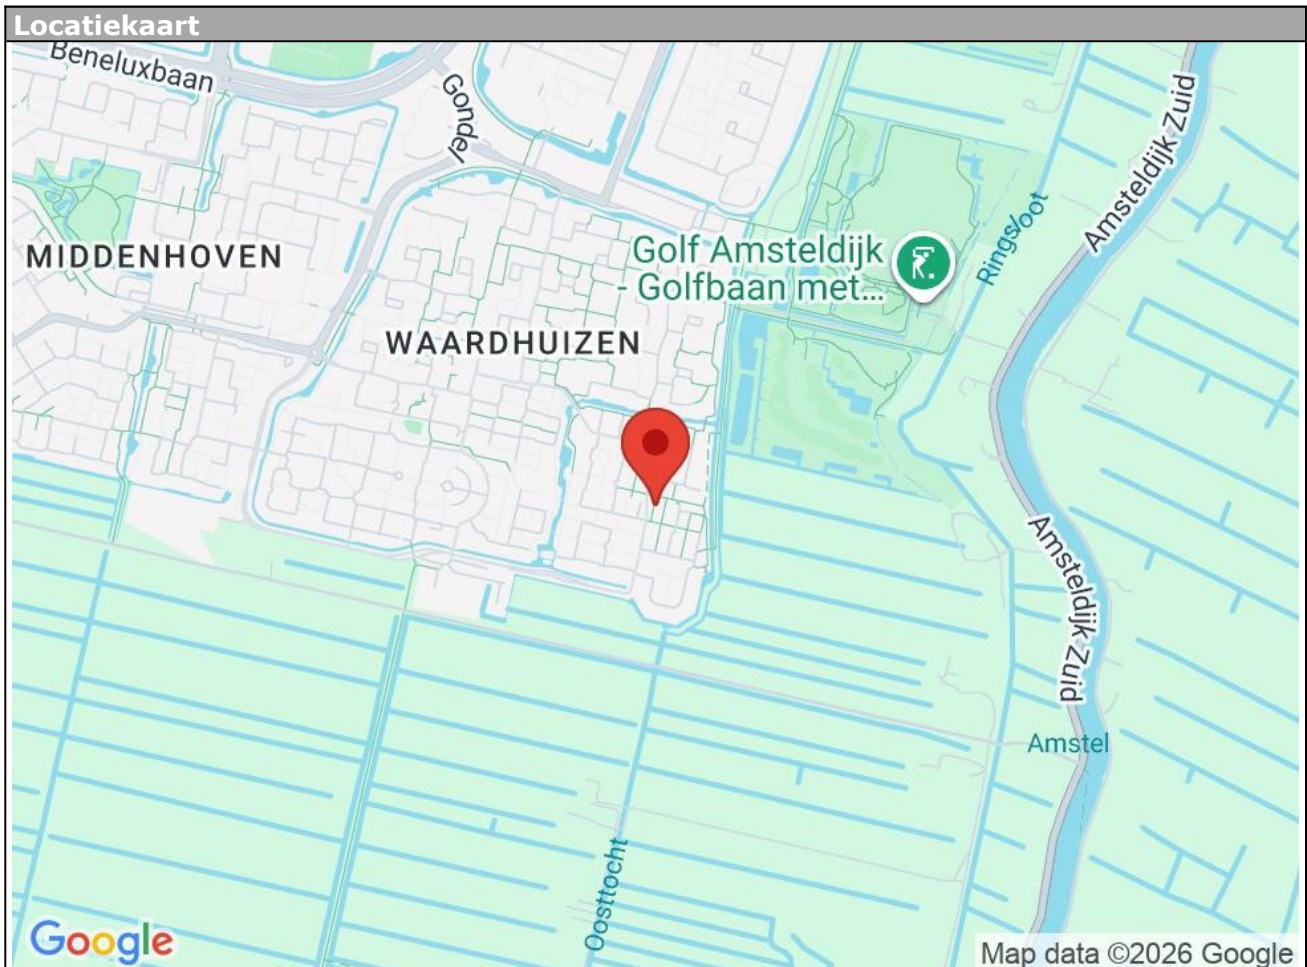 Locatiekaart
Beneluxbaan
Gondel
Amsteldijk Zuid
MIDDENHOVEN
Golf Amsteldijk
- Golfbaan met...
Ringsloot
WAARDHUIZEN
Amsteldijk Zuid
Amstel
Oosttocht
Google
Map data ©2026 Google